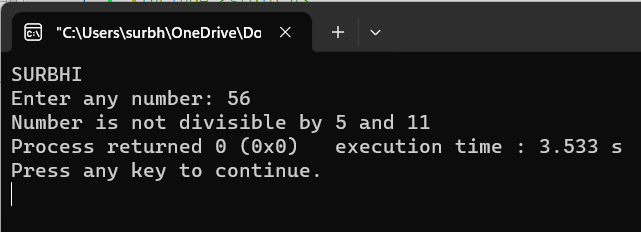 "C:\Users\surbh\OneDrive\Do
SURBHI
Enter any number: 56
Number is not divisible by 5 and 11
Process returned 0 (0x0)   execution time : 3.533 s
Press any key to continue.